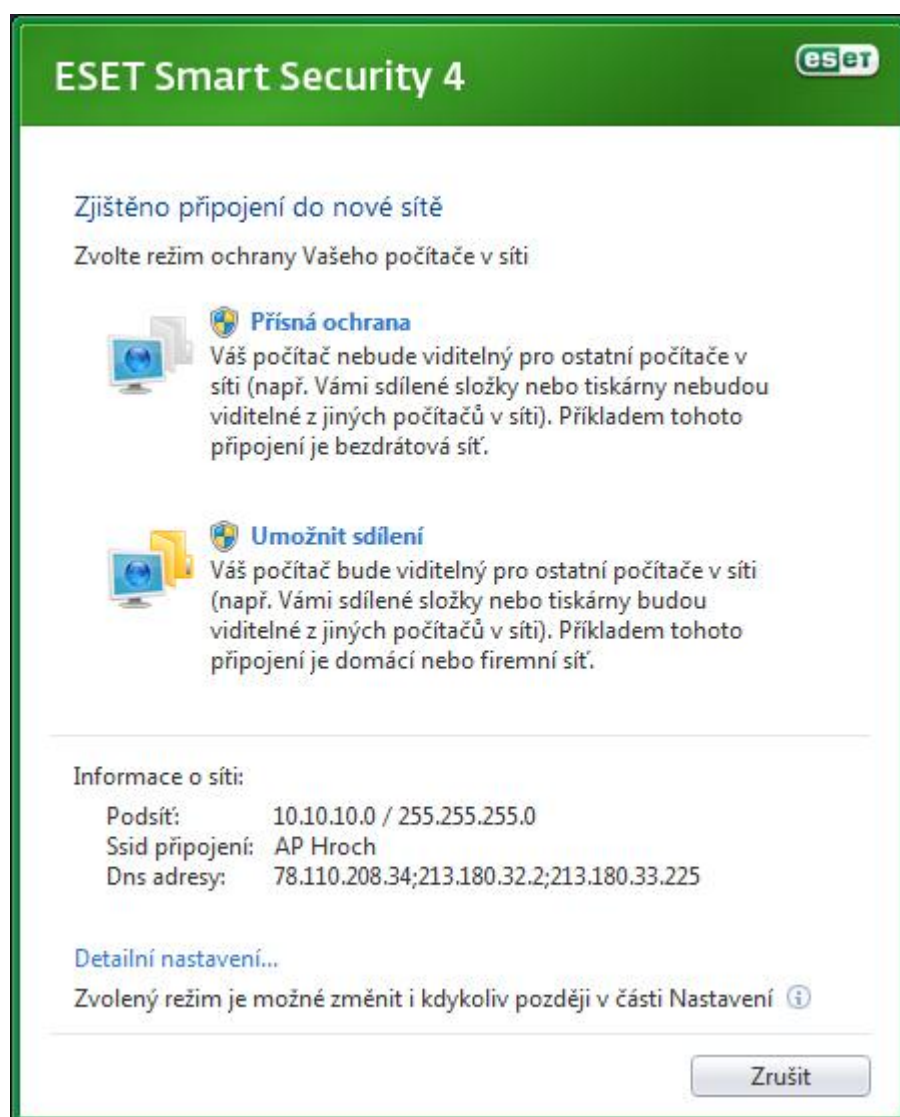 ESET Smart Security 4
eset
Zjištěno připojení do nové sítě
Zvolte režim ochrany Vašeho počítače v síti
Přísná ochrana
Váš počítač nebude viditelný pro ostatní počítače v
síti (např. Vámi sdílené složky nebo tiskárny nebudou
viditelné z jiných počítačů v síti). Příkladem tohoto
připojení je bezdrátová síť.
Umožnit sdílení
Váš počítač bude viditelný pro ostatní počítače v síti
(např. Vámi sdílené složky nebo tiskárny budou
viditelné z jiných počítačů v síti). Příkladem tohoto
připojení je domácí nebo firemní síť.
Informace o síti:
Podsíť: 10.10.10.0 / 255.255.255.0
Ssid připojení: AP Hroch
Dns adresy: 78.110.208.34;213.180.32.2;213.180.33.225
Detailní nastavení...
Zvolený režim je možné změnit i kdykoliv později v části Nastavení
Zrušit